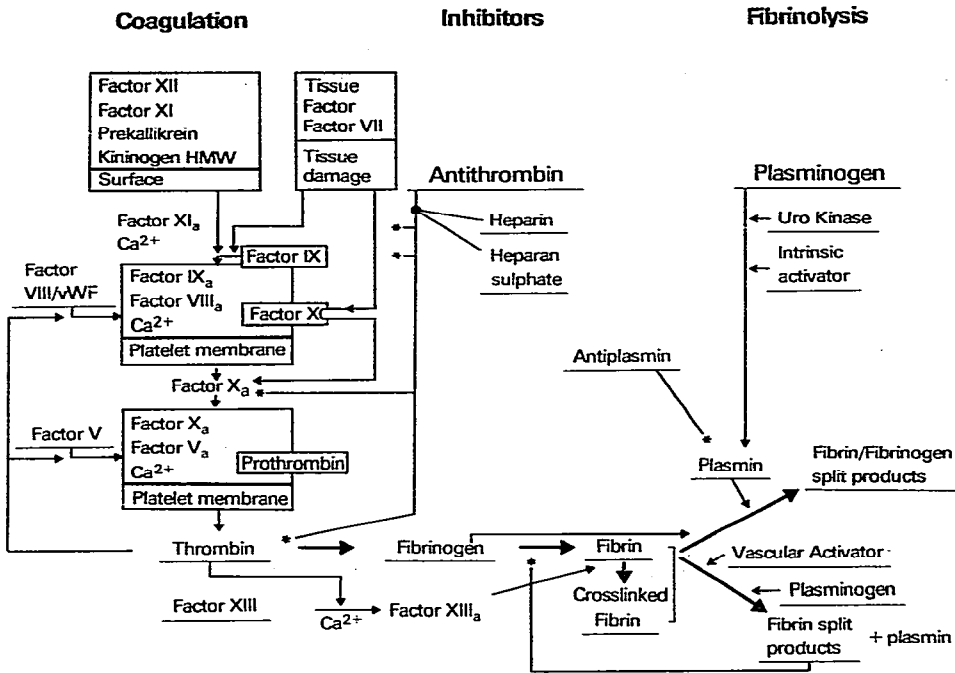 Coagulation
Inhibitors
Fibrinolysis
Factor XII
Factor XI
Prekallikrein
Kininogen HMW
Surface
Tissue
Factor
Factor VII
Tissue
damage
Antithrombin
Heparin
Heparan
sulphate
Plasminogen
Uro Kinase
Intrinsic
activator
Factor XIa
Ca2+
Factor IX
Factor
VIII/vWF
Factor IXa
Factor VIIIa
Ca2+
Factor X
Platelet membrane
Factor Xa
Antiplasmin
Factor V
Factor Xa
Factor Va
Ca2+
Prothrombin
Platelet membrane
Plasmin
Fibrin/Fibrinogen
split products
Thrombin
Fibrinogen
Fibrin
Vascular Activator
Factor XIII
Ca2+
Factor XIIIa
Crosslinked
Fibrin
Plasminogen
Fibrin split
products
+ plasmin